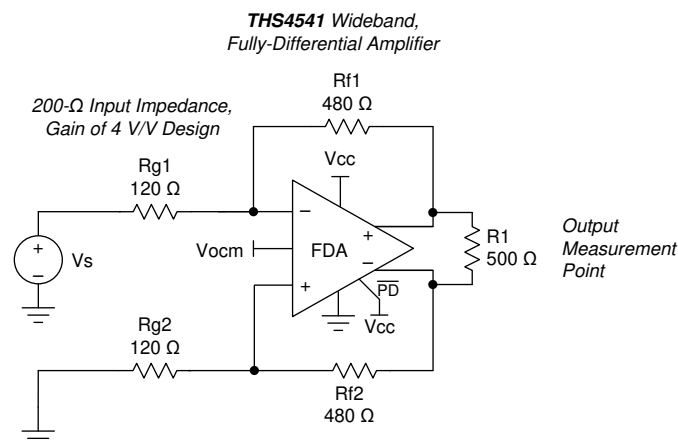 THS4541 Wideband,
Fully-Differential Amplifier
200-Ω Input Impedance,
Gain of 4 V/V Design
Rf1
480 Ω
Rg1
120 Ω
Vcc
Vocm
FDA
Vs
R1
500 Ω
Output
Measurement
Point
PD
Vcc
Rg2
120 Ω
Rf2
480 Ω